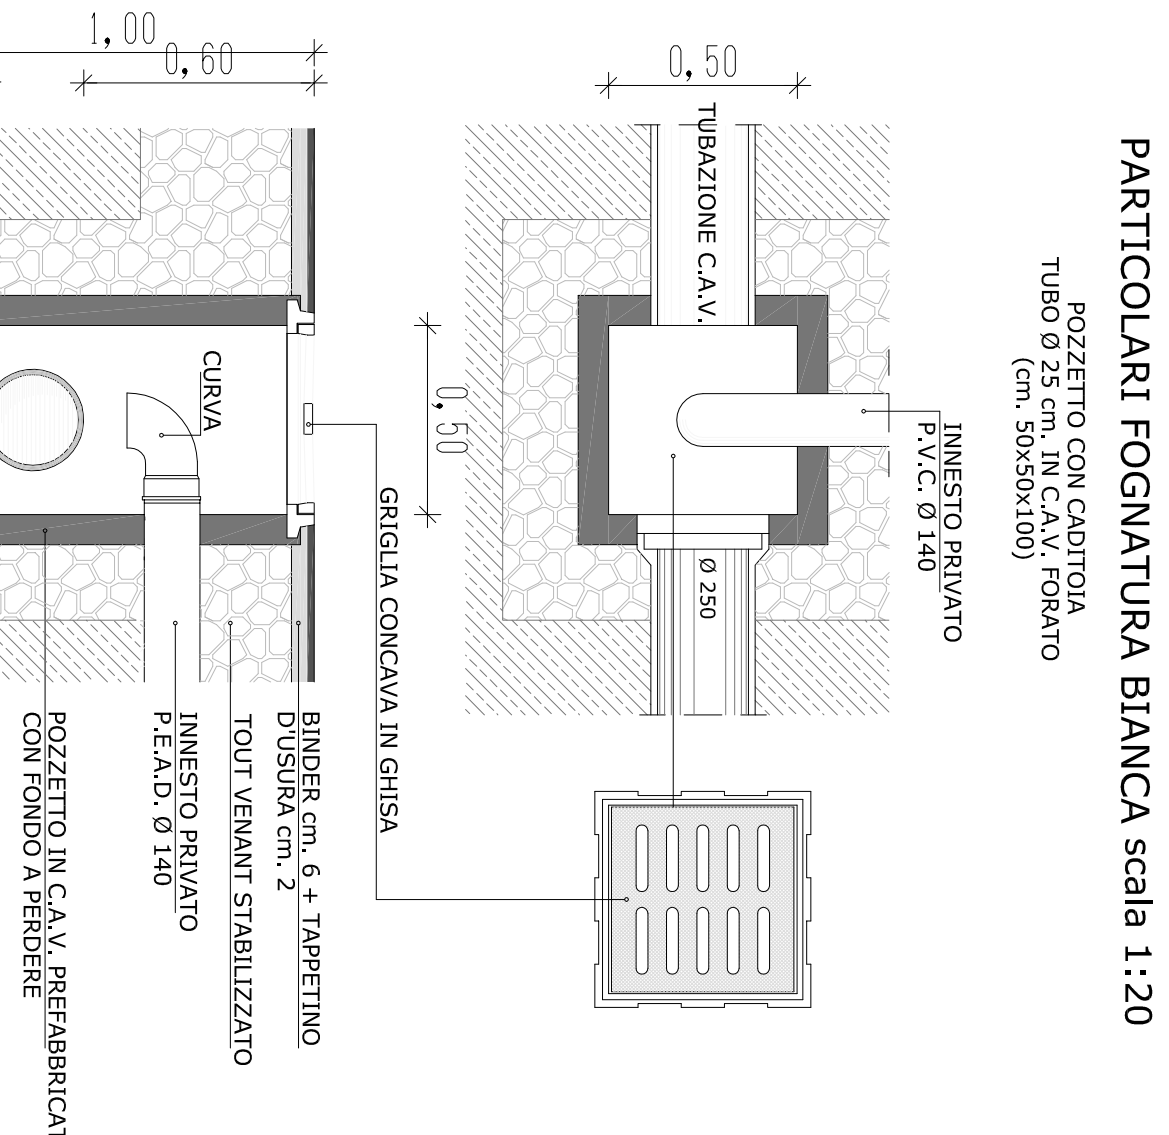 PARTICOLARI FOGNATURA BIANCA scala 1:20
POZZETTO CON CADITOIA
TUBO Ø 25 cm. IN C.A.V. FORATO
(cm. 50x50x100)
INNESTO PRIVATO
P.V.C. Ø 140
0,50
TUBAZIONE C.A.V.
Ø 250
0,50
GRIGLIA CONCAVA IN GHISA
1,00
0,60
CURVA
BINDER cm. 6 + TAPPETINO
D'USURA cm. 2
TOUT VENANT STABILIZZATO
INNESTO PRIVATO
P.E.A.D. Ø 140
POZZETTO IN C.A.V. PREFABBRICAT
CON FONDO A PERDERE